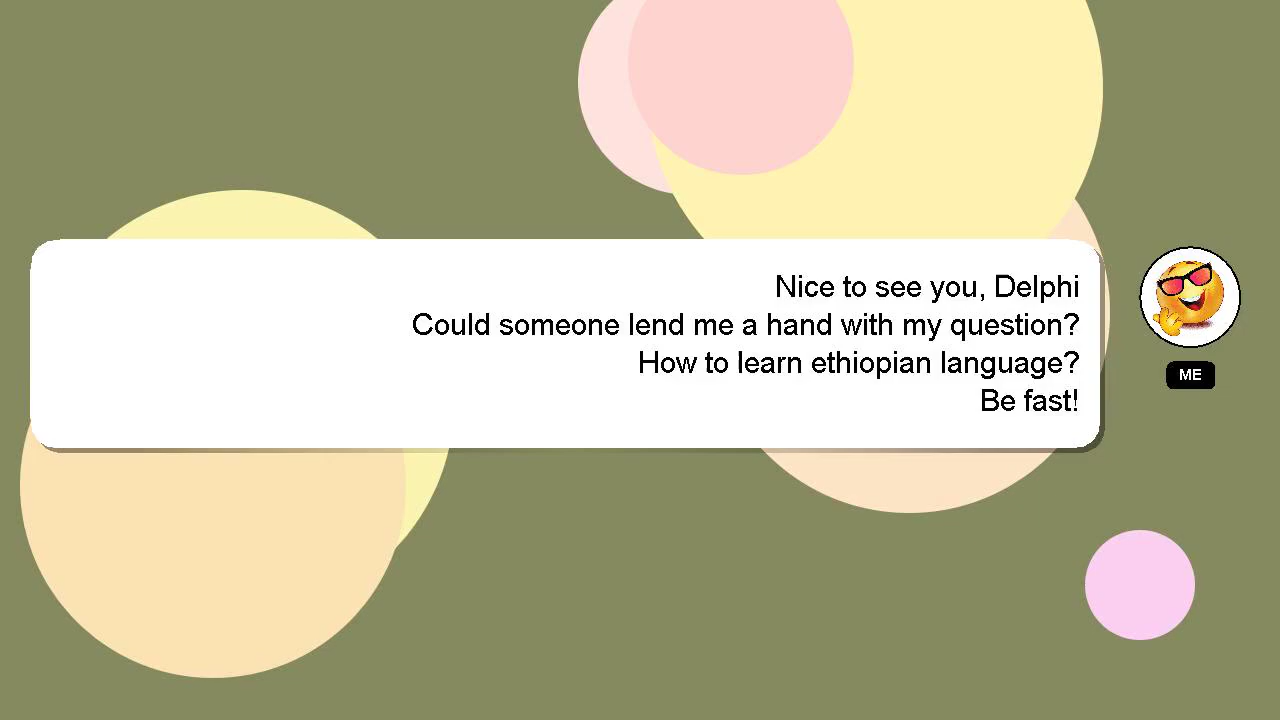 Nice to see you, Delphi
Could someone lend me a hand with my question?
How to learn ethiopian language?
Be fast!
ME